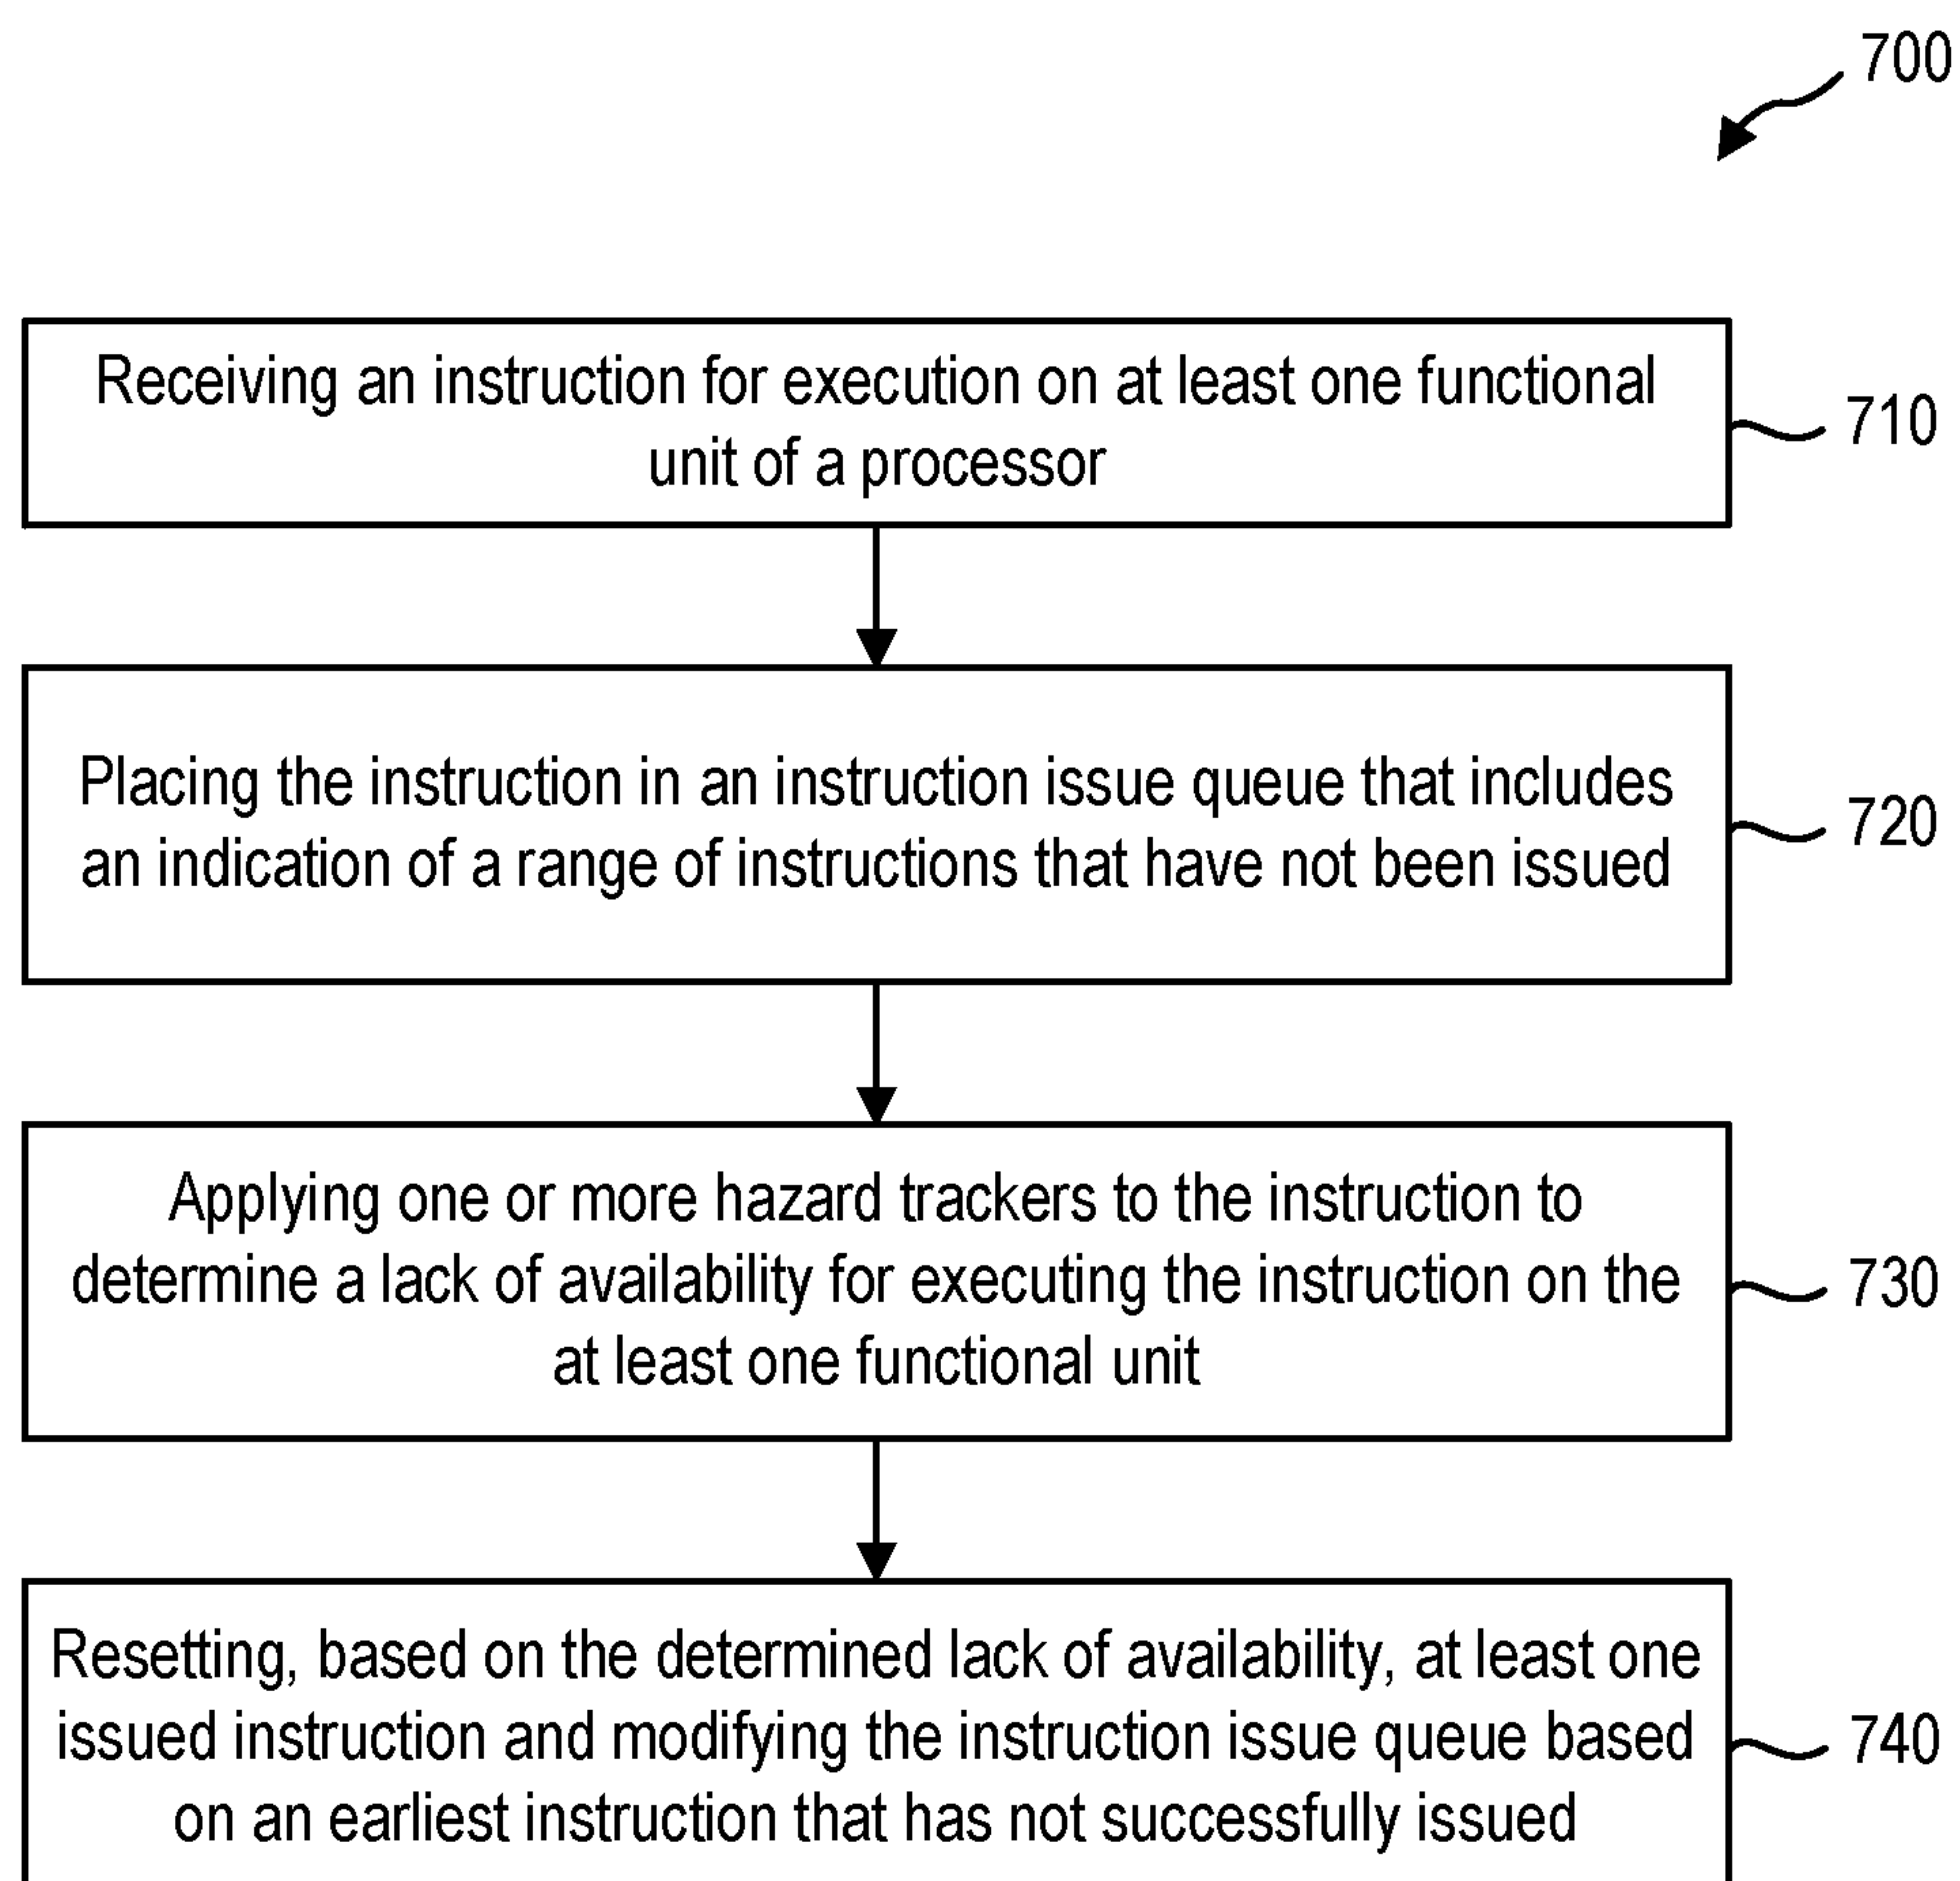 700
Receiving an instruction for execution on at least one functional
unit of a processor
710
Placing the instruction in an instruction issue queue that includes
an indication of a range of instructions that have not been issued
720
Applying one or more hazard trackers to the instruction to
determine a lack of availability for executing the instruction on the
at least one functional unit
730
Resetting, based on the determined lack of availability, at least one
issued instruction and modifying the instruction issue queue based
on an earliest instruction that has not successfully issued
740